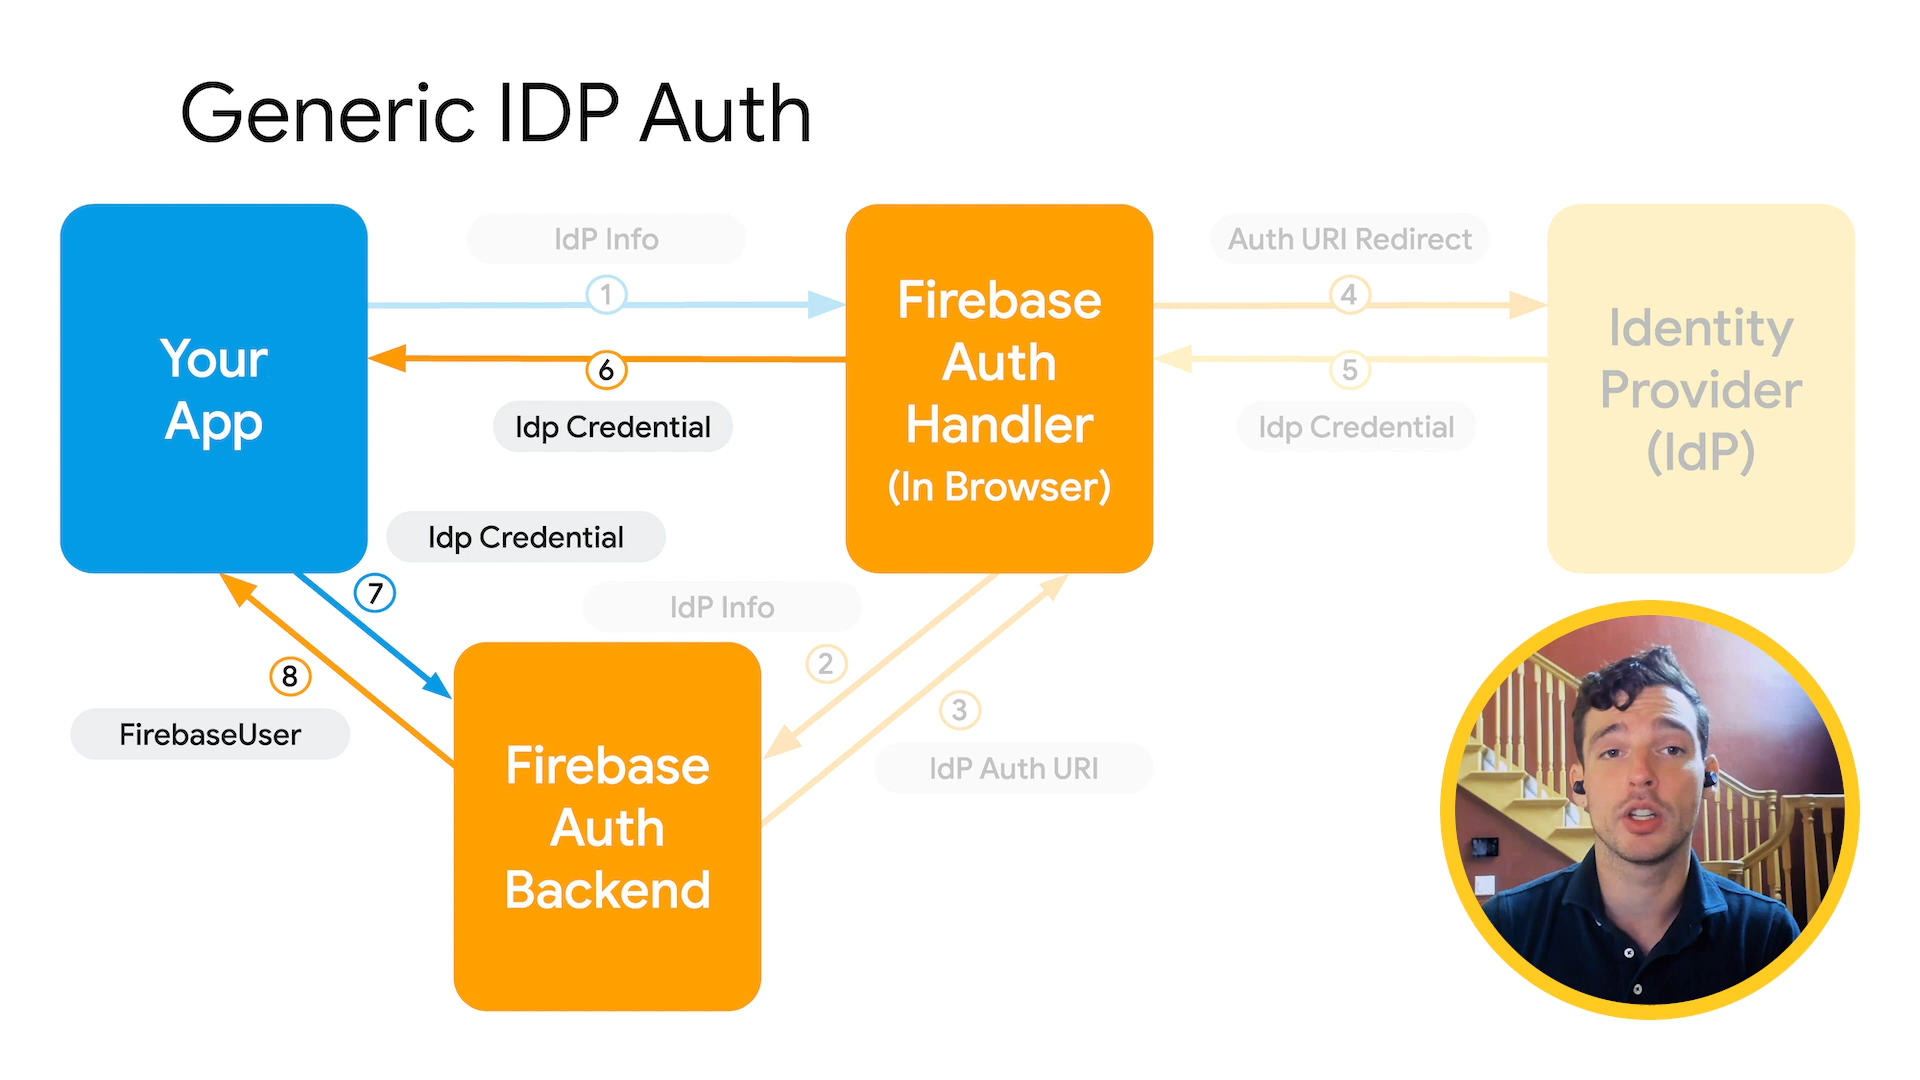 Generic IDP Auth
IdP Info
1
6
Idp Credential
Auth URI Redirect
4
5
Idp Credential
Your
App
Firebase
Auth
Handler
(In Browser)
Identity
Provider
(IdP)
Idp Credential
7
8
FirebaseUser
IdP Info
2
3
IdP Auth URI
Firebase
Auth
Backend